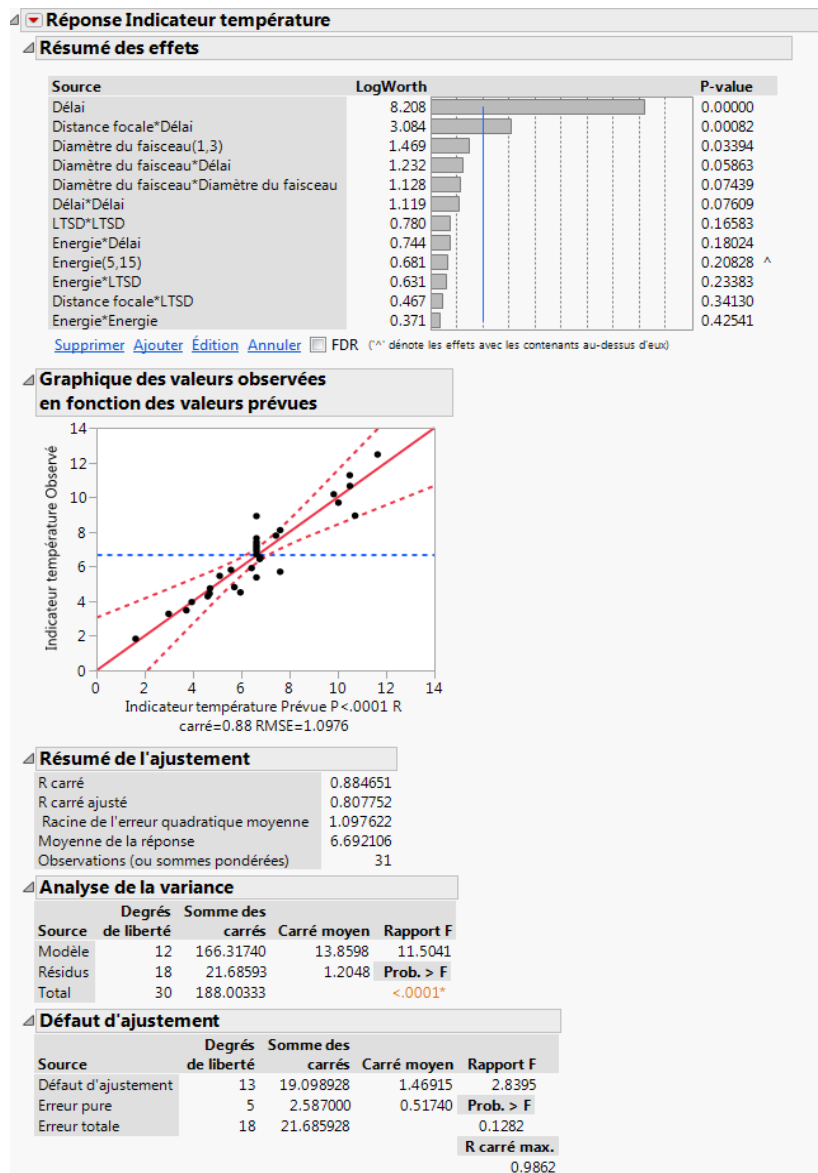 Réponse Indicateur température
Résumé des effets
Source LogWorth P-value
Délai 8.208 0.00000
Distance focale*Délai 3.084 0.00082
Diamètre du faisceau(1,3) 1.469 0.03394
Diamètre du faisceau*Délai 1.232 0.05863
Diamètre du faisceau*Diamètre du faisceau 1.128 0.07439
Délai*Délai 1.119 0.07609
LTSD*LTSD 0.780 0.16583
Energie*Délai 0.744 0.18024
Energie(5,15) 0.681 0.20828 ^
Energie*LTSD 0.631 0.23383
Distance focale*LTSD 0.467 0.34130
Energie*Energie 0.371 0.42541
Supprimer Ajouter Édition Annuler FDR ('^' dénote les effets avec les contenants au-dessus d'eux)
Graphique des valeurs observées
en fonction des valeurs prévues
Indicateur température Observé
14
12
10
8
6
4
2
0
0 2 4 6 8 10 12 14
Indicateur température Prévue P<.0001 R
carré=0.88 RMSE=1.0976
Résumé de l'ajustement
R carré 0.884651
R carré ajusté 0.807752
Racine de l'erreur quadratique moyenne 1.097622
Moyenne de la réponse 6.692106
Observations (ou sommes pondérées) 31
Analyse de la variance
Degrés Somme des
Source de liberté carrés Carré moyen Rapport F
Modèle 12 166.31740 13.8598 11.5041
Résidus 18 21.68593 1.2048 Prob. > F
Total 30 188.00333 <.0001*
Défaut d'ajustement
Degrés Somme des
Source de liberté carrés Carré moyen Rapport F
Défaut d'ajustement 13 19.098928 1.46915 2.8395
Erreur pure 5 2.587000 0.51740 Prob. > F
Erreur totale 18 21.685928 0.1282
R carré max.
0.9862